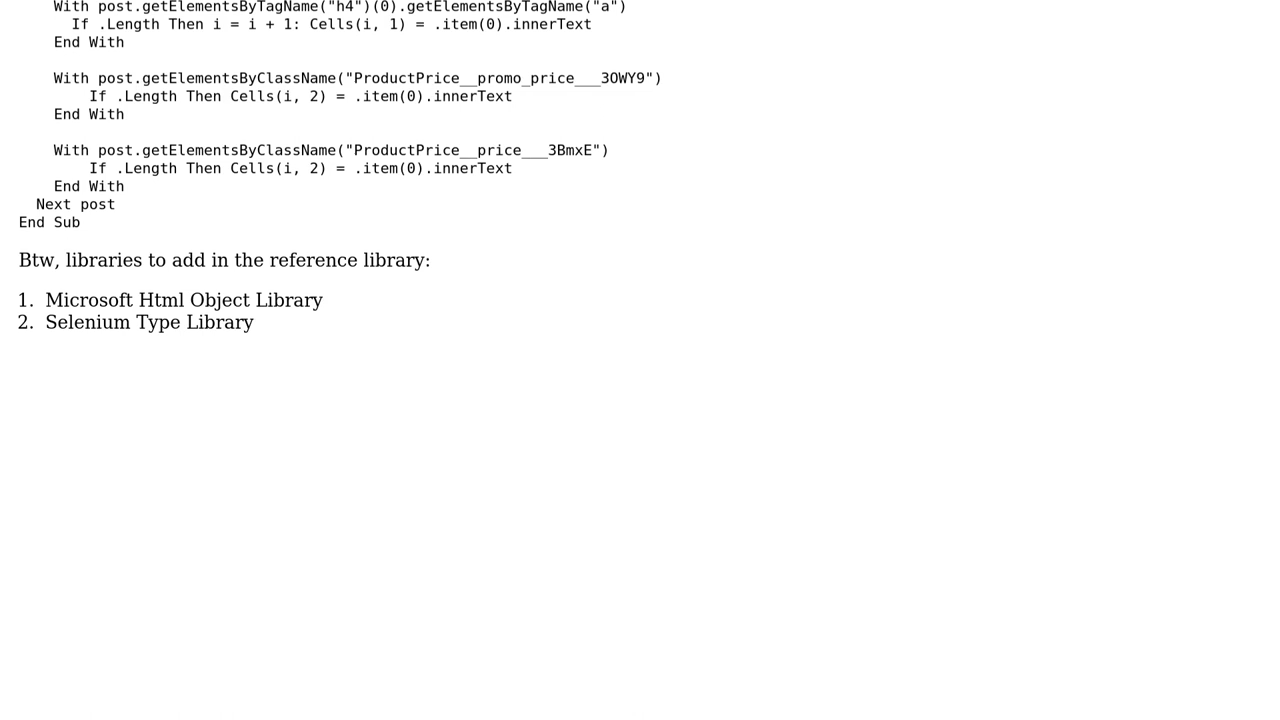 With post.getElementsByTagName("h4")(0).getElementsByTagName("a")
If .Length Then i = i + 1: Cells(i, 1) = .item(0).innerText
End With
With post.getElementsByClassName("ProductPrice__promo_price___3OWY9")
If .Length Then Cells(i, 2) = .item(0).innerText
End With
With post.getElementsByClassName("ProductPrice__price___3BmxE")
If .Length Then Cells(i, 2) = .item(0).innerText
End With
Next post
End Sub
Btw, libraries to add in the reference library:
1. Microsoft Html Object Library
2. Selenium Type Library